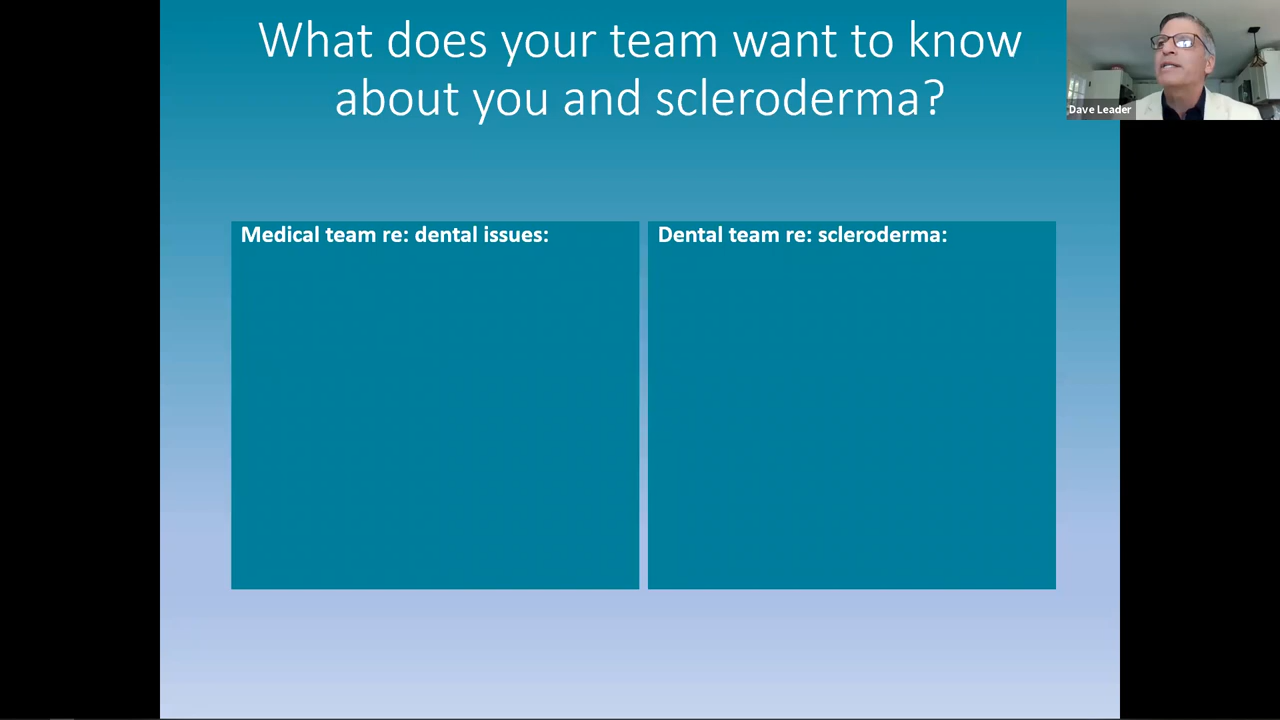 What does your team want to know
about you and scleroderma?
Dave Leader
Medical team re: dental issues:
Dental team re: scleroderma: